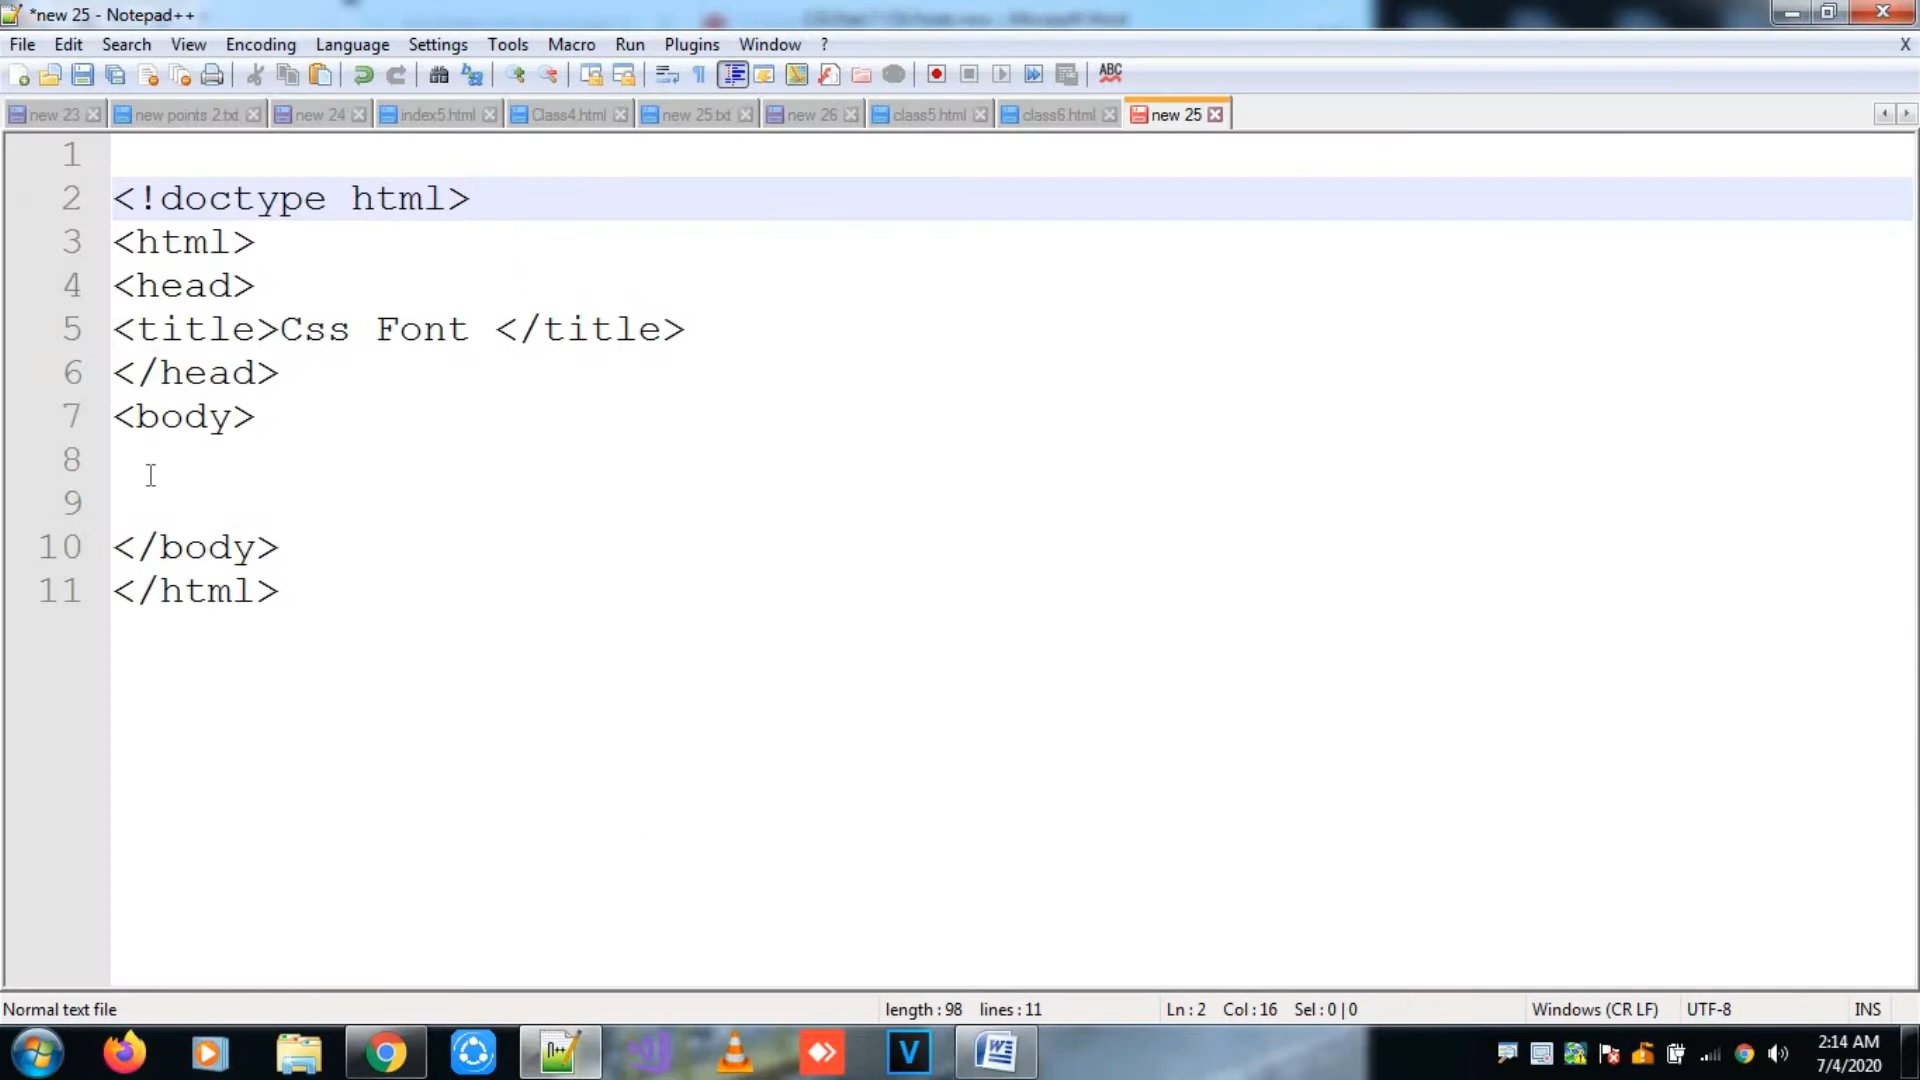 *new 25 - Notepad++
File Edit Search View Encoding Language Settings Tools Macro Run Plugins Window ? X
ABC
new 23 new points 2.txt new 24 index5.html Class4.html new 25.txt new 26 class5.html class6.html new 25
1
2 <!doctype html>
3 <html>
4 <head>
5 <title>Css Font </title>
6 </head>
7 <body>
8
9
10 </body>
11 </html>
Normal text file length : 98 lines : 11 Ln : 2 Col : 16 Sel : 0 | 0 Windows (CR LF) UTF-8 INS
2:14 AM
7/4/2020